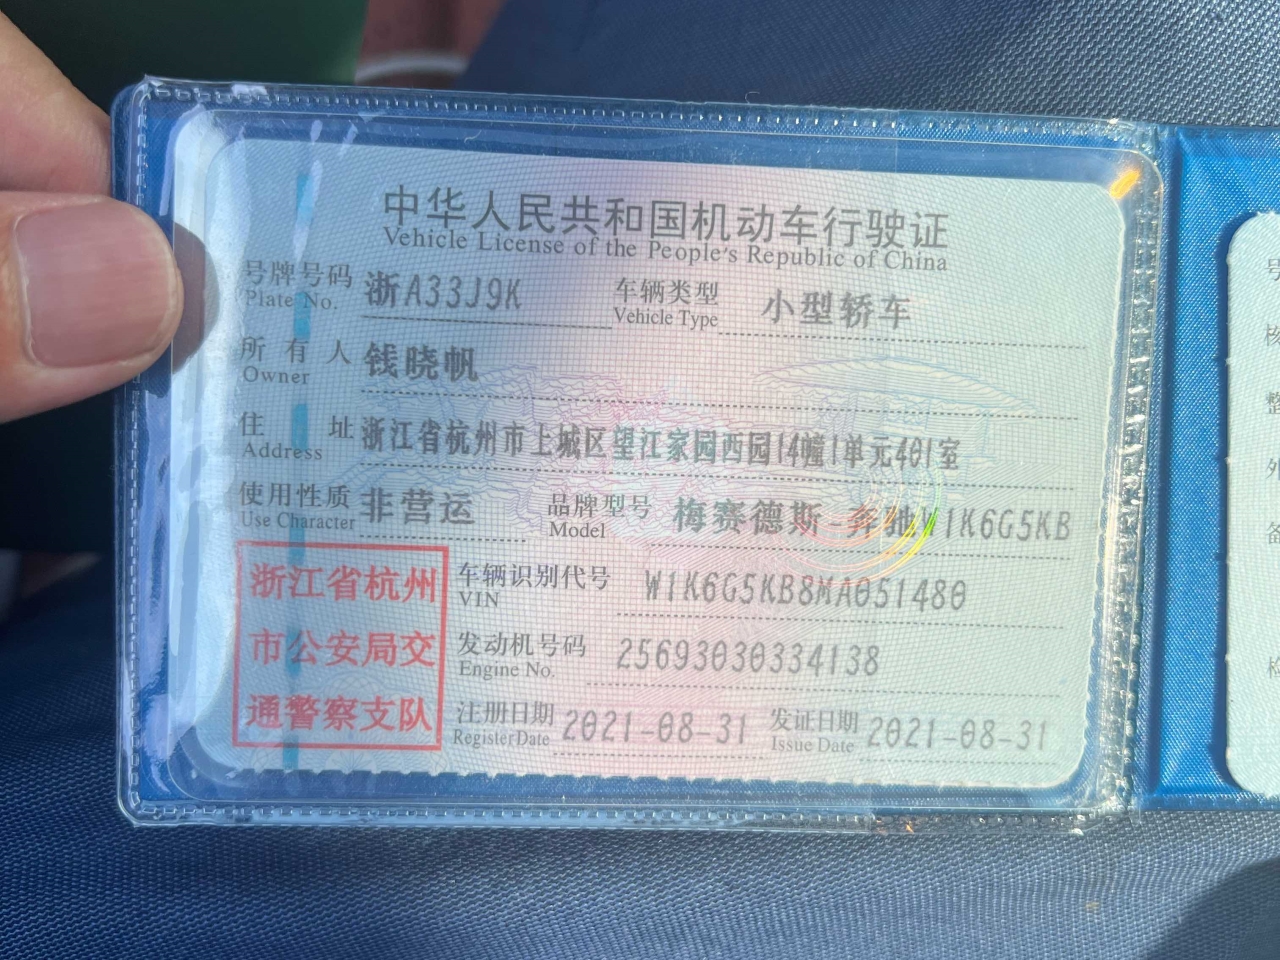 中华人民共和国机动车行驶证
Vehicle License of the People's Republic of China
号牌号码 浙A33J9K 车辆类型 小型轿车
Plate No. Vehicle Type
所有人 钱晓帆
Owner
住址 浙江省杭州市上城区望江家园西园14幢1单元401室
Address
使用性质 非营运 品牌型号 梅赛德斯-奔驰W1K6G5KB
Use Character Model
浙江省杭州 车辆识别代号 W1K6G5KB8MA051480
VIN
市公安局交 发动机号码 25693030334138
Engine No.
通警察支队 注册日期 2021-08-31 发证日期 2021-08-31
Register Date Issue Date
号
核
整
外
备
检